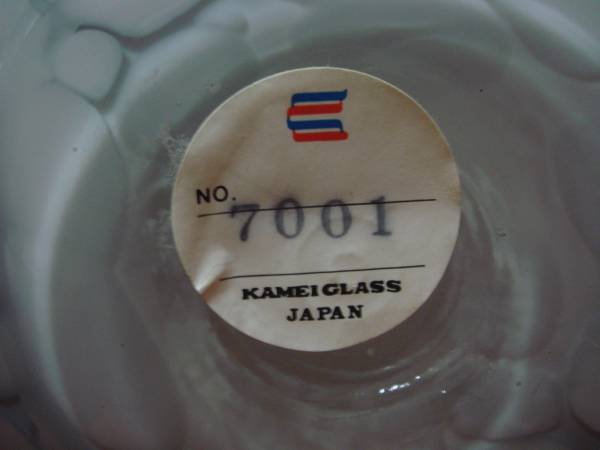 NO.
7001
KAMEI GLASS
JAPAN